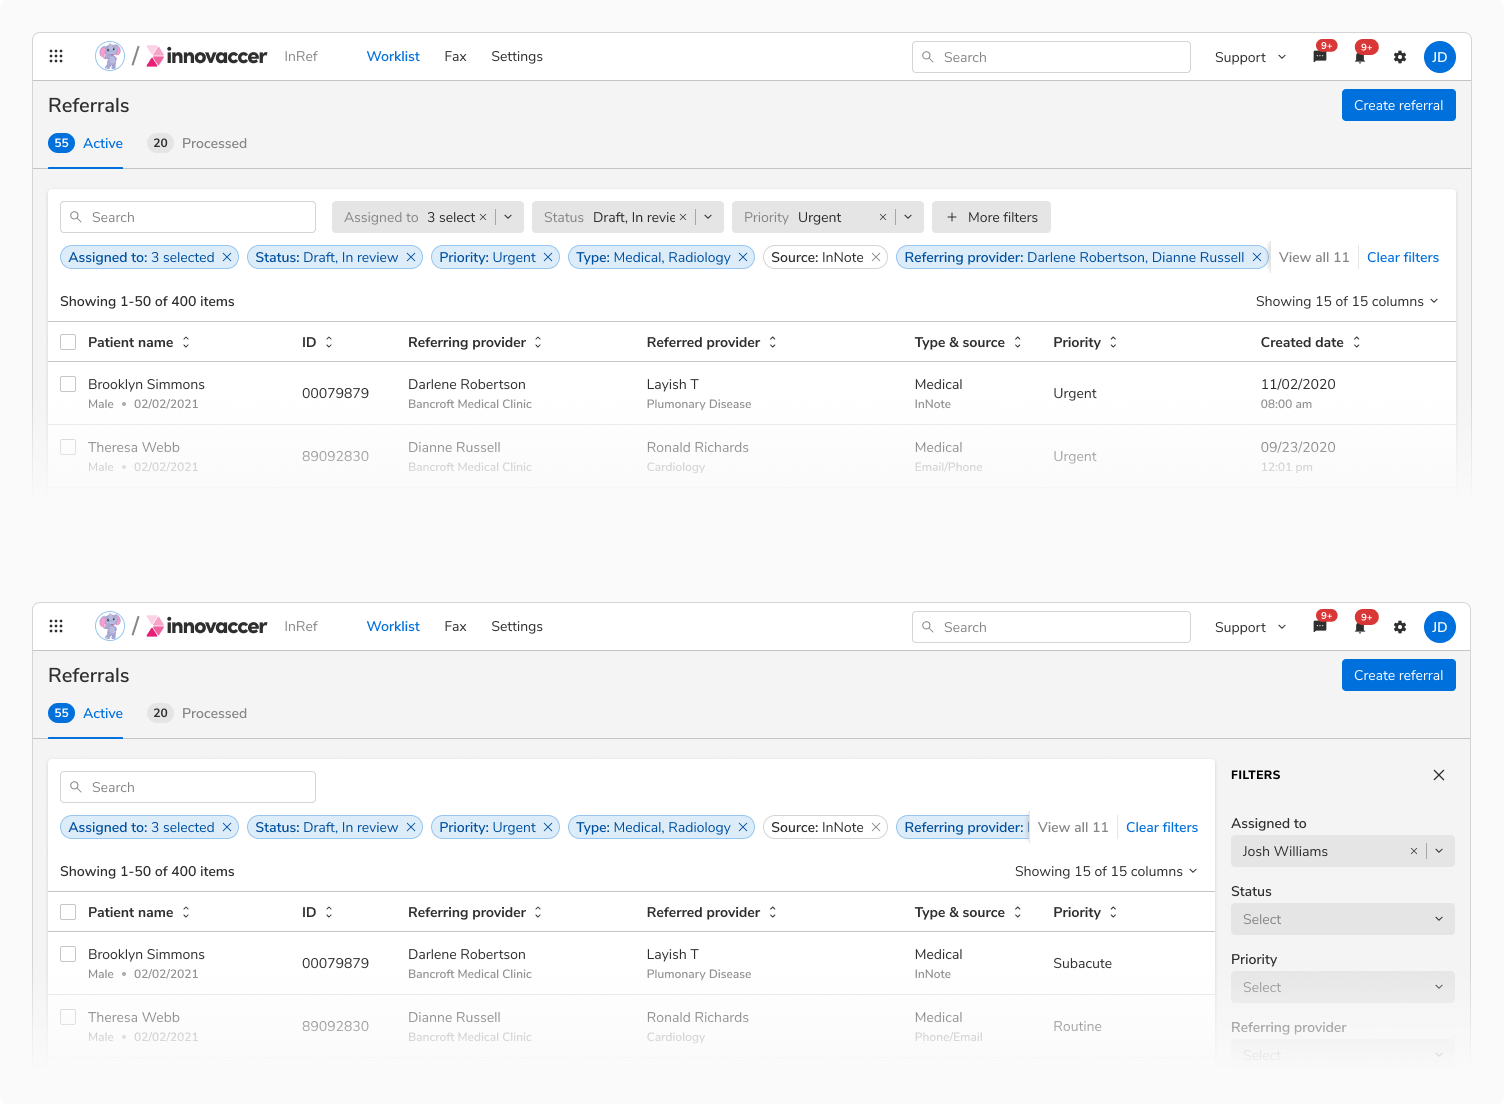 / innovaccer InRef Worklist Fax Settings Search Support 9+ 9+ JD
Referrals Create referral
55 Active 20 Processed
Search Assigned to 3 select Status Draft, In revie Priority Urgent + More filters
Assigned to: 3 selected Status: Draft, In review Priority: Urgent Type: Medical, Radiology Source: InNote Referring provider: Darlene Robertson, Dianne Russell View all 11 Clear filters
Showing 1-50 of 400 items Showing 15 of 15 columns
Patient name ID Referring provider Referred provider Type & source Priority Created date
Brooklyn Simmons 00079879 Darlene Robertson Layish T Medical Urgent 11/02/2020
Male • 02/02/2021 Bancroft Medical Clinic Plumonary Disease InNote 08:00 am
Theresa Webb 89092830 Dianne Russell Ronald Richards Medical Urgent 09/23/2020
Male • 02/02/2021 Bancroft Medical Clinic Cardiology Email/Phone 12:01 pm
/ innovaccer InRef Worklist Fax Settings Search Support 9+ 9+ JD
Referrals Create referral
55 Active 20 Processed
Search
Assigned to: 3 selected Status: Draft, In review Priority: Urgent Type: Medical, Radiology Source: InNote Referring provider: View all 11 Clear filters
Showing 1-50 of 400 items Showing 15 of 15 columns
Patient name ID Referring provider Referred provider Type & source Priority
Brooklyn Simmons 00079879 Darlene Robertson Layish T Medical Subacute
Male • 02/02/2021 Bancroft Medical Clinic Plumonary Disease InNote
Theresa Webb 89092830 Dianne Russell Ronald Richards Medical Routine
Male • 02/02/2021 Bancroft Medical Clinic Cardiology Phone/Email
FILTERS
Assigned to
Josh Williams
Status
Select
Priority
Select
Referring provider
Select